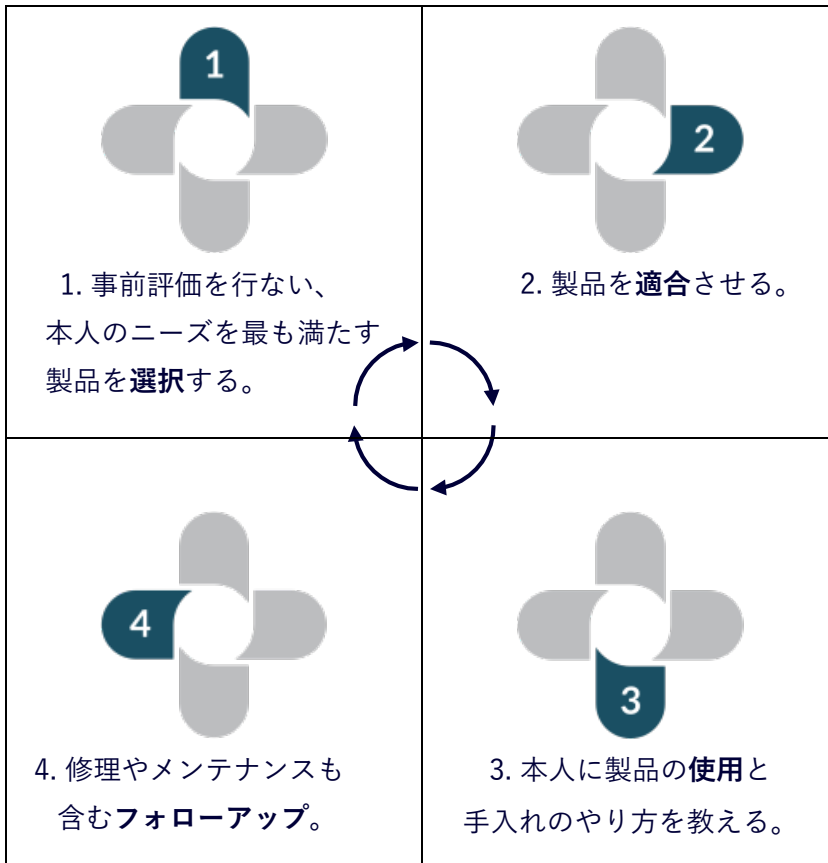 1
1. 事前評価を行ない、
本人のニーズを最も満たす
製品を選択する。
2
2. 製品を適合させる。
3
3. 本人に製品の使用と
手入れのやり方を教える。
4
4. 修理やメンテナンスも
含むフォローアップ。